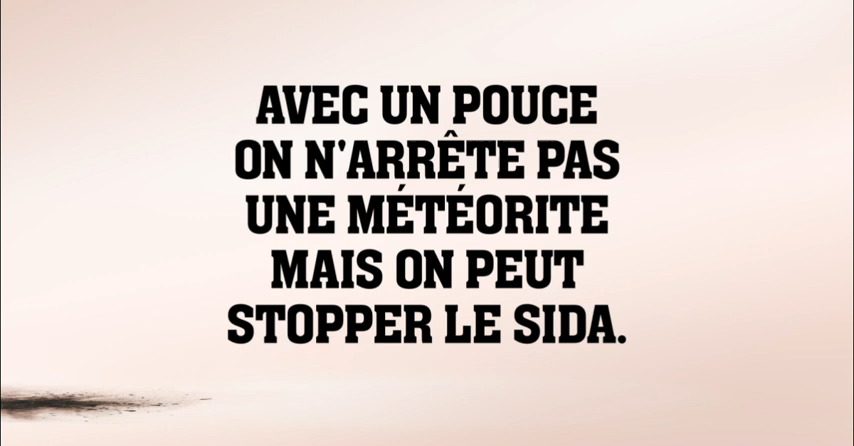 AVEC UN POUCE
ON N'ARRÊTE PAS
UNE MÉTÉORITE
MAIS ON PEUT
STOPPER LE SIDA.